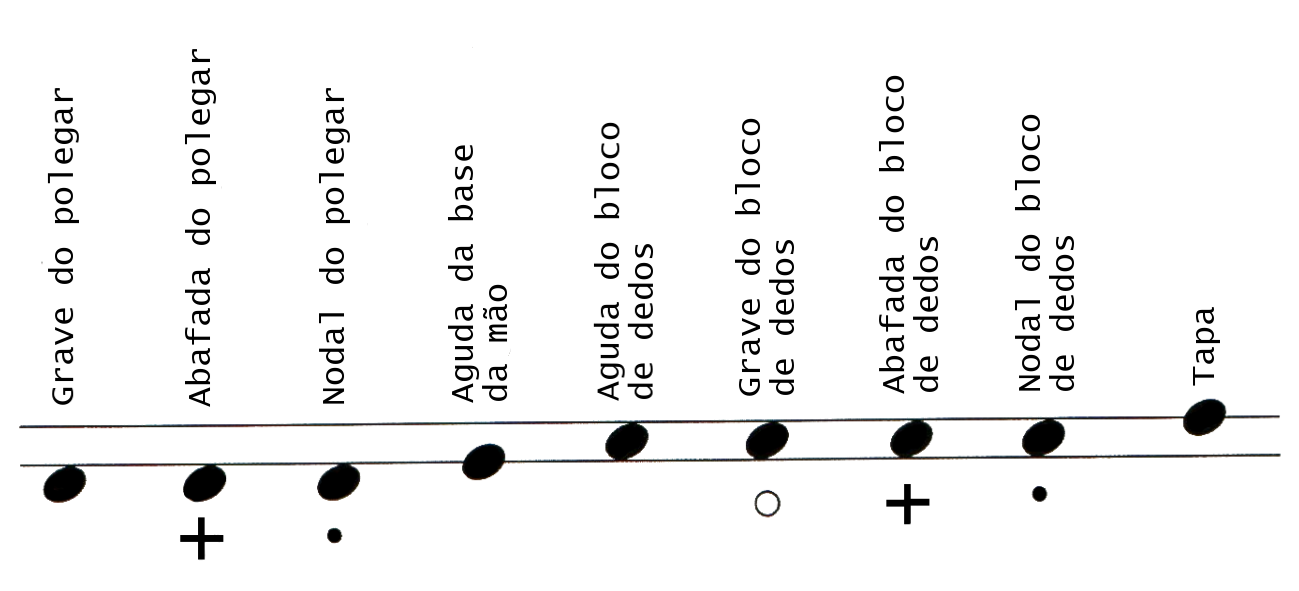 Grave do polegar
Abafada do polegar
Nodal do polegar
Aguda da base
da mão
Aguda do bloco
de dedos
Grave do bloco
de dedos
Abafada do bloco
de dedos
Nodal do bloco
de dedos
Tapa